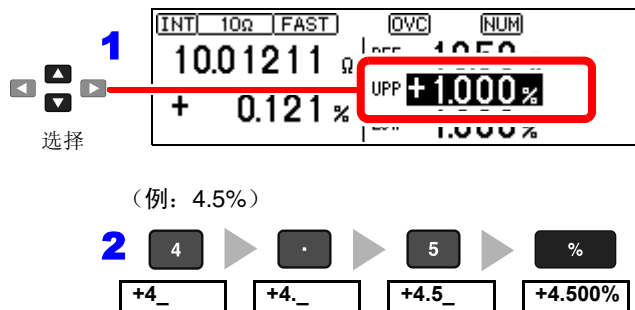 1
INT 10Ω FAST OVC NUM
10.01211 Ω
UPP +1.000 %
+ 0.121 %
选择
（例：4.5%）
2
4 . 5 %
+4_ +4._ +4.5_ +4.500%